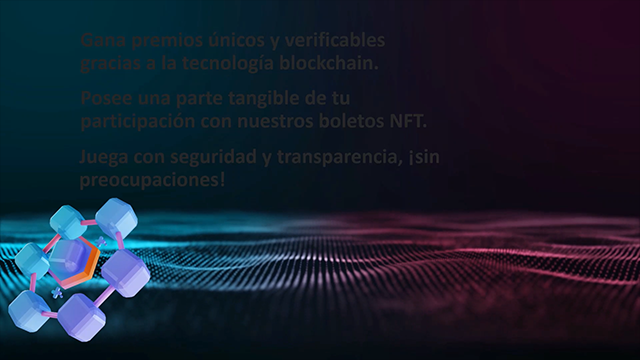 Gana premios únicos y verificables
gracias a la tecnología blockchain.
Posee una parte tangible de tu
participación con nuestros boletos NFT.
Juega con seguridad y transparencia, ¡sin
preocupaciones!